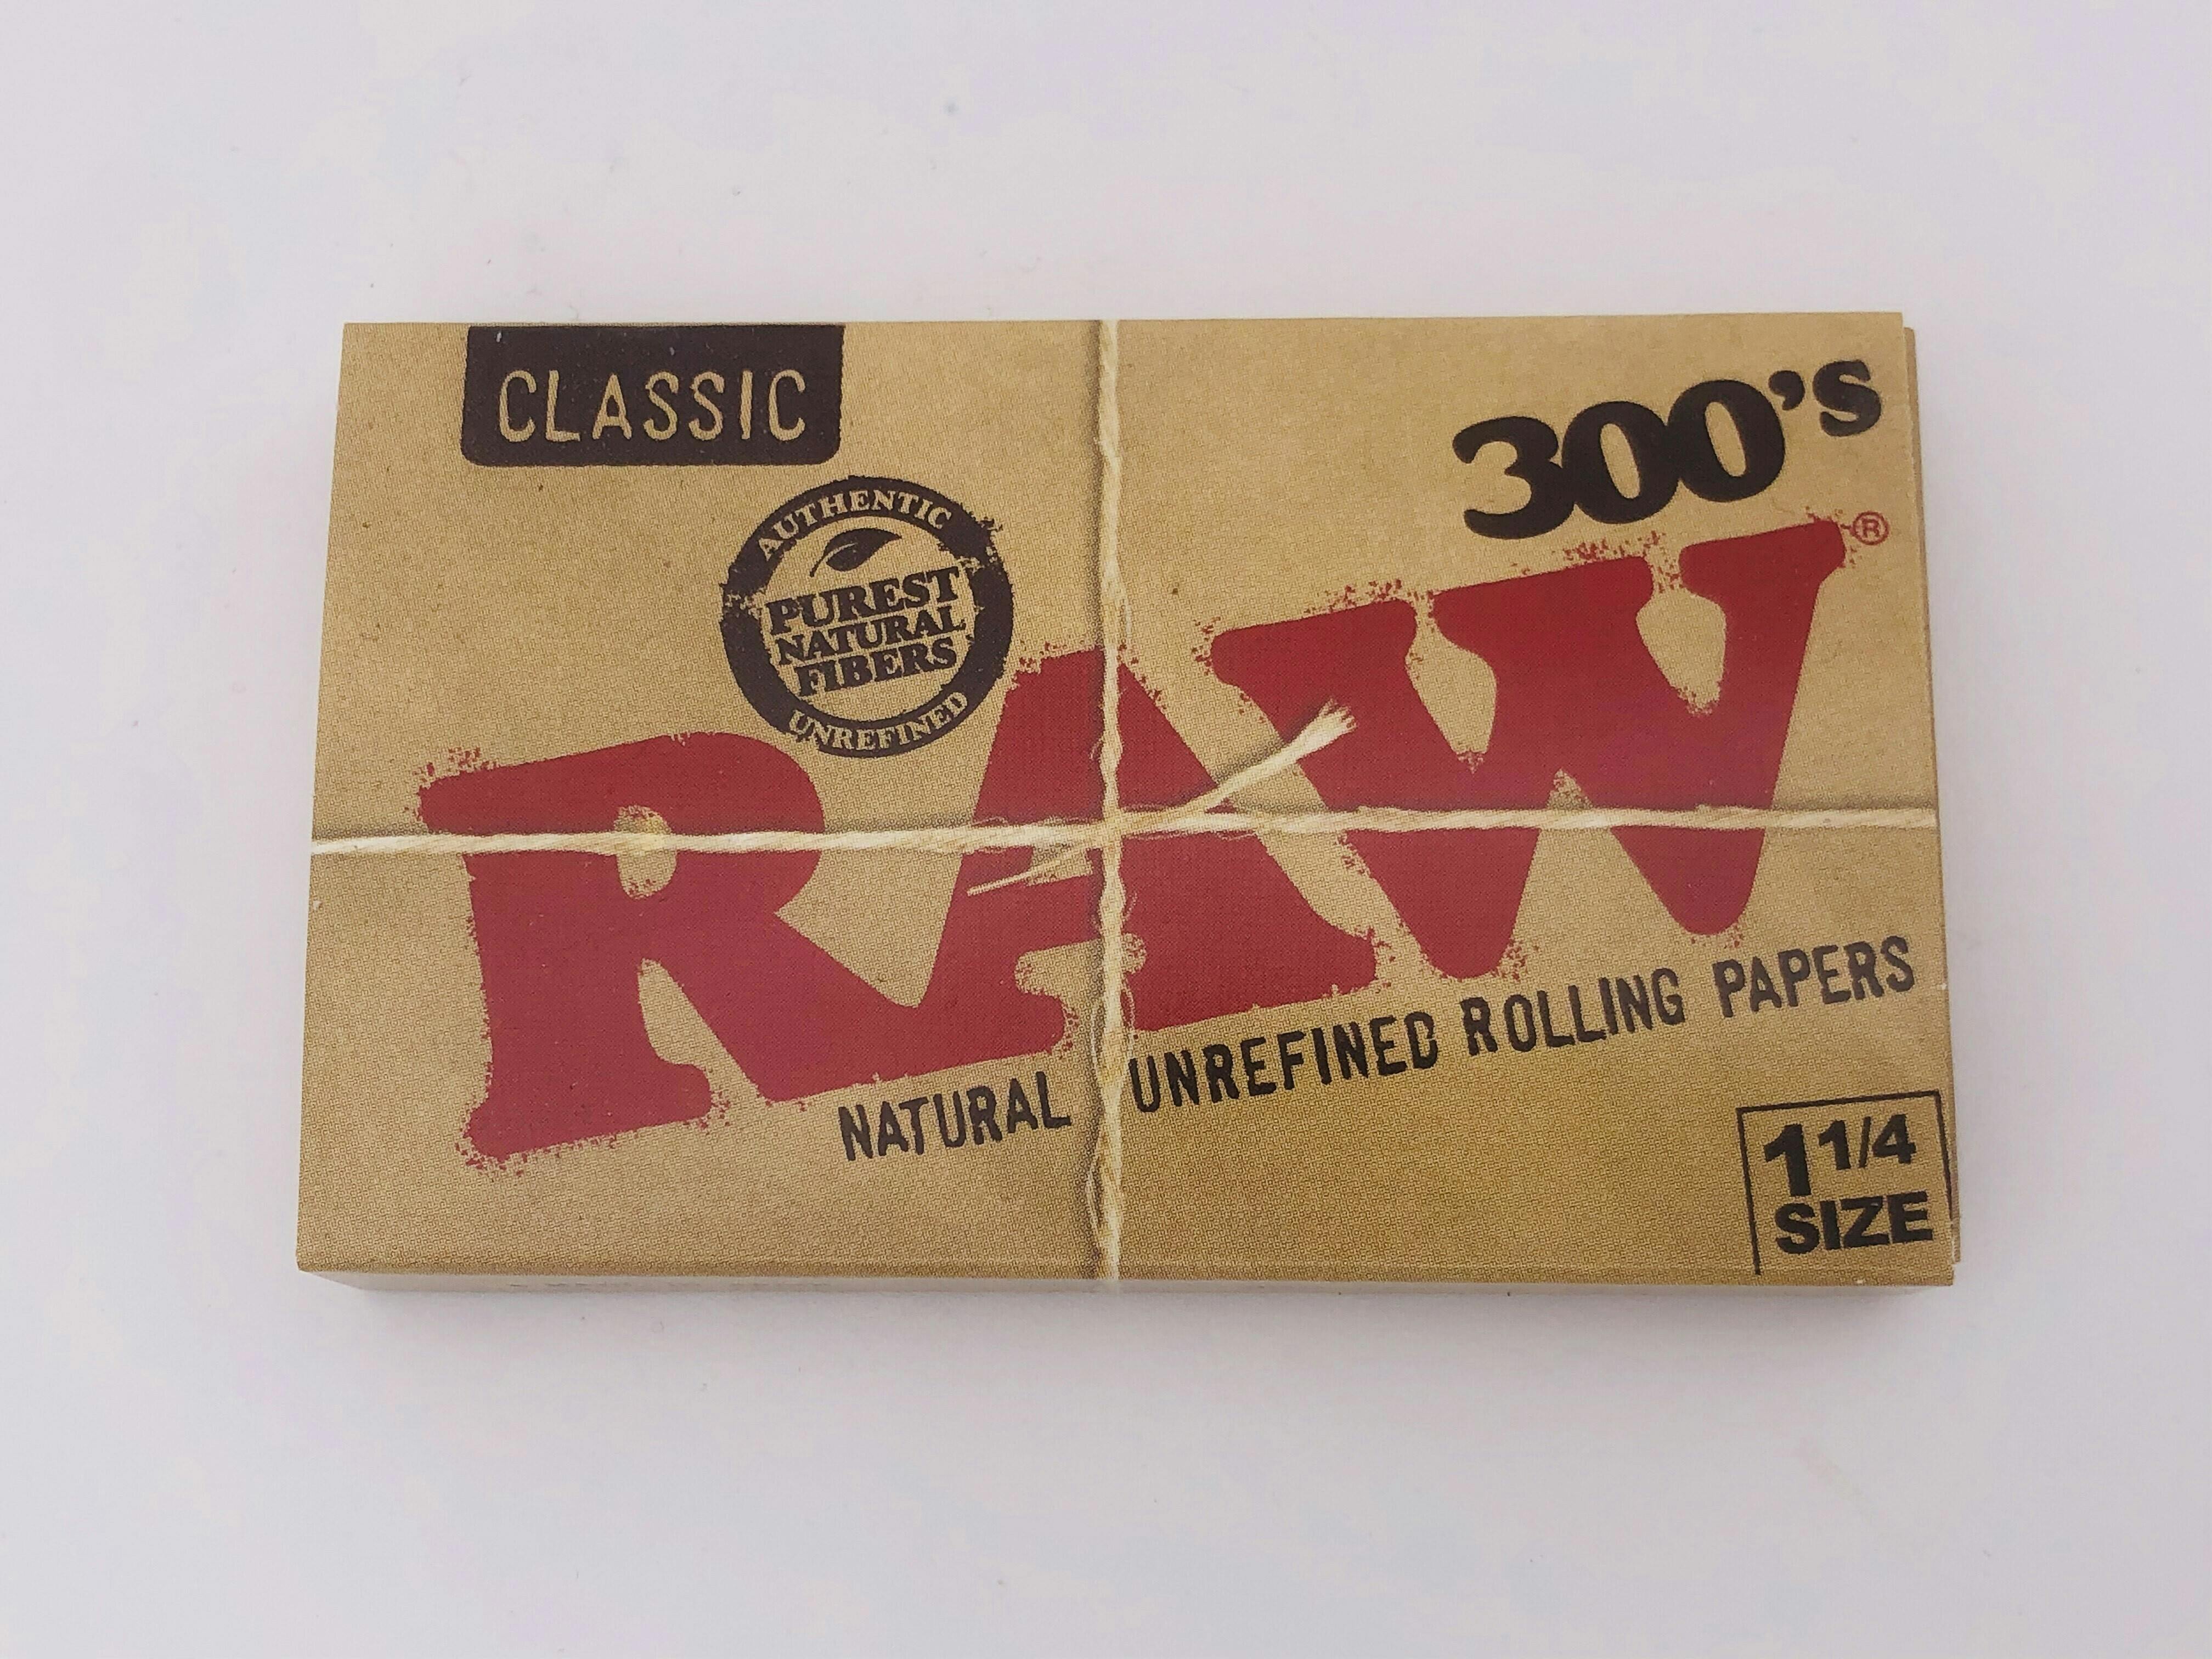 CLASSIC
300's
AUTHENTIC
PUREST
NATURAL
FIBERS
UNREFINED
RAW®
NATURAL UNREFINED ROLLING PAPERS
1 1/4
SIZE